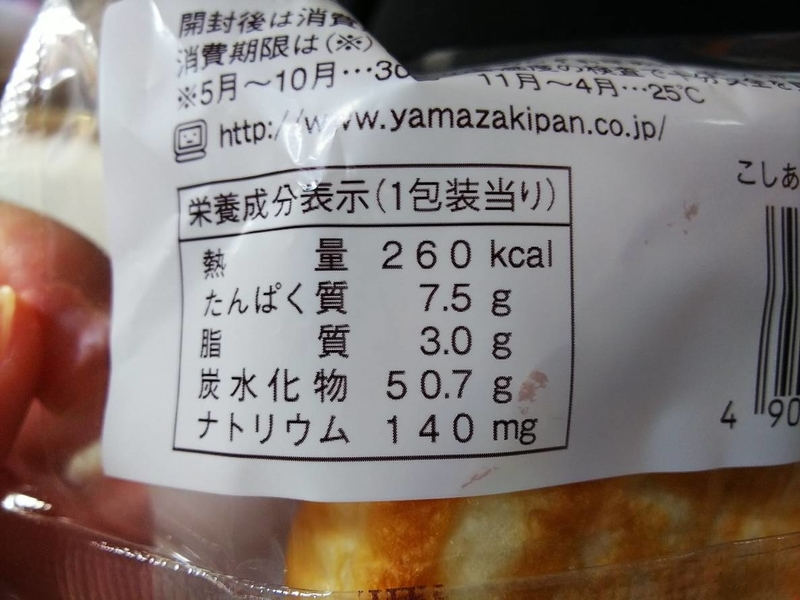 開封後は消費
消費期限は(※)
※5月~10月…30 11月~4月…25℃
http://www.yamazakipan.co.jp/
こしあ
栄養成分表示(1包装当り)
熱量 260 kcal
たんぱく質 7.5 g
脂質 3.0 g
炭水化物 50.7 g
ナトリウム 140 mg
4 90